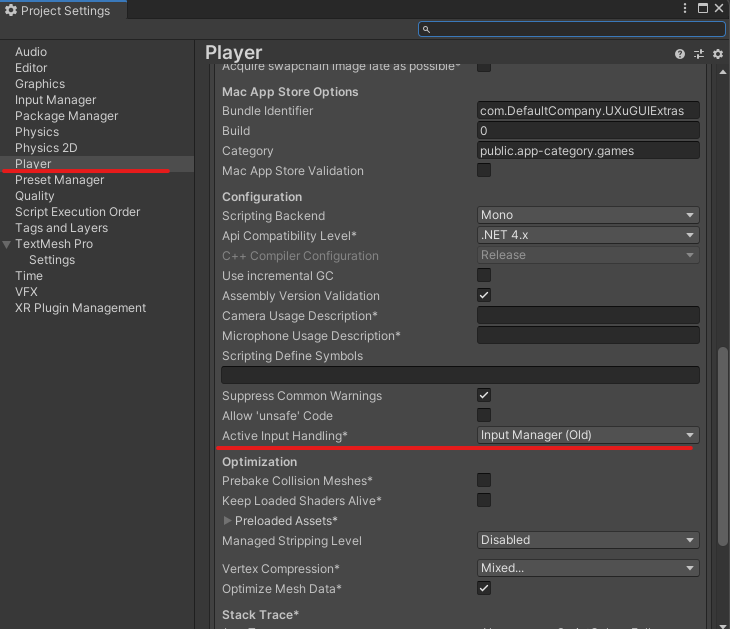 Project Settings
Audio
Editor
Graphics
Input Manager
Package Manager
Physics
Physics 2D
Player
Preset Manager
Quality
Script Execution Order
Tags and Layers
TextMesh Pro
Settings
Time
VFX
XR Plugin Management
Player
Acquire swapchain image late as possible*
Mac App Store Options
Bundle Identifier com.DefaultCompany.UXuGUIExtras
Build 0
Category public.app-category.games
Mac App Store Validation
Configuration
Scripting Backend Mono
Api Compatibility Level* .NET 4.x
C++ Compiler Configuration Release
Use incremental GC
Assembly Version Validation
Camera Usage Description*
Microphone Usage Description*
Scripting Define Symbols
Suppress Common Warnings
Allow 'unsafe' Code
Active Input Handling* Input Manager (Old)
Optimization
Prebake Collision Meshes*
Keep Loaded Shaders Alive*
Preloaded Assets*
Managed Stripping Level Disabled
Vertex Compression* Mixed...
Optimize Mesh Data*
Stack Trace*